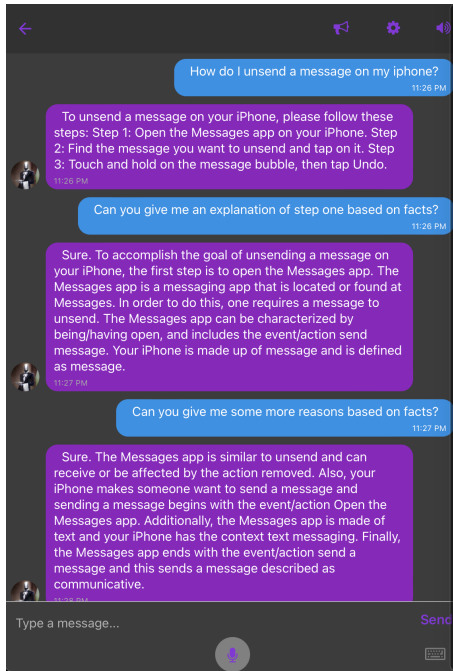 How do I unsend a message on my iphone?
11:26 PM
To unsend a message on your iPhone, please follow these
steps: Step 1: Open the Messages app on your iPhone. Step
2: Find the message you want to unsend and tap on it. Step
3: Touch and hold on the message bubble, then tap Undo.
11:26 PM
Can you give me an explanation of step one based on facts?
11:26 PM
Sure. To accomplish the goal of unsending a message on
your iPhone, the first step is to open the Messages app. The
Messages app is a messaging app that is located or found at
Messages. In order to do this, one requires a message to
unsend. The Messages app can be characterized by
being/having open, and includes the event/action send
message. Your iPhone is made up of message and is defined
as message.
11:27 PM
Can you give me some more reasons based on facts?
11:27 PM
Sure. The Messages app is similar to unsend and can
receive or be affected by the action removed. Also, your
iPhone makes someone want to send a message and
sending a message begins with the event/action Open the
Messages app. Additionally, the Messages app is made of
text and your iPhone has the context text messaging. Finally,
the Messages app ends with the event/action send a
message and this sends a message described as
communicative.
11:28 PM
Type a message...
Send